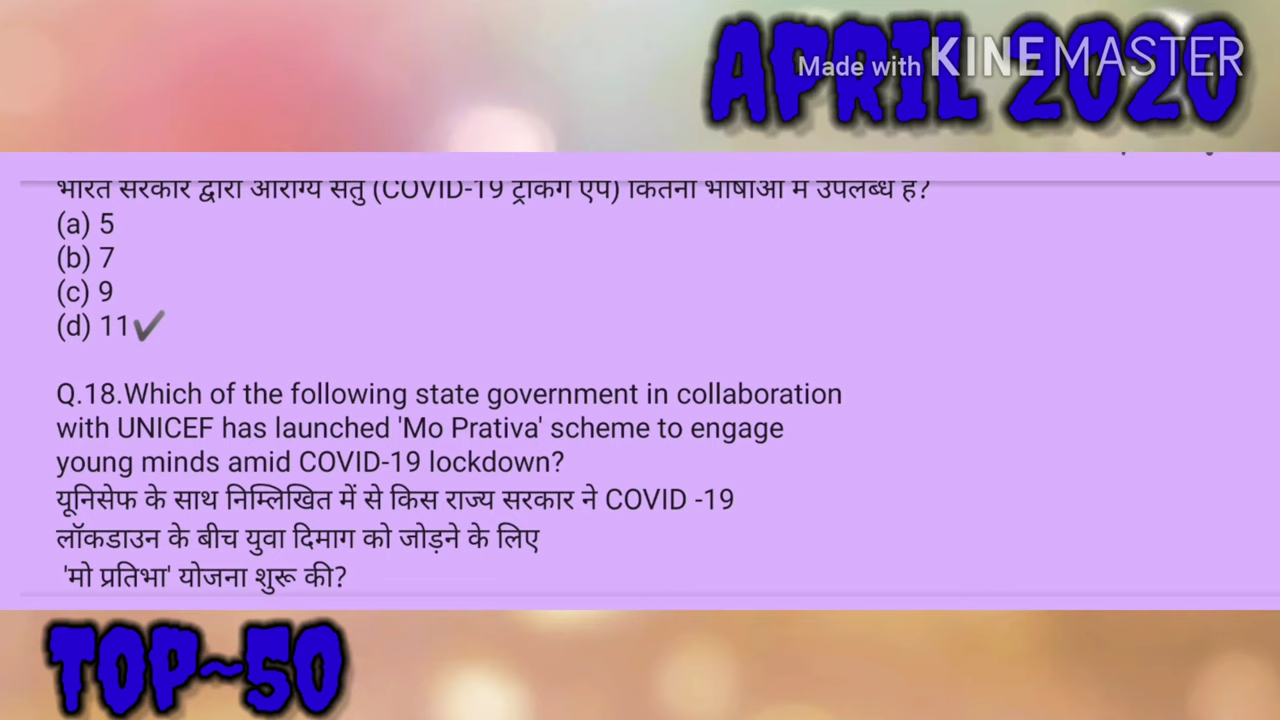 APRIL 2020
Made with KINEMASTER
भारत सरकार द्वारा आरोग्य सेतु (COVID-19 ट्रैकिंग ऐप) कितनी भाषाओं में उपलब्ध है?
(a) 5
(b) 7
(c) 9
(d) 11✔
Q.18.Which of the following state government in collaboration
with UNICEF has launched 'Mo Prativa' scheme to engage
young minds amid COVID-19 lockdown?
यूनिसेफ के साथ निम्लिखित में से किस राज्य सरकार ने COVID -19
लॉकडाउन के बीच युवा दिमाग को जोड़ने के लिए
'मो प्रतिभा' योजना शुरू की?
TOP~50